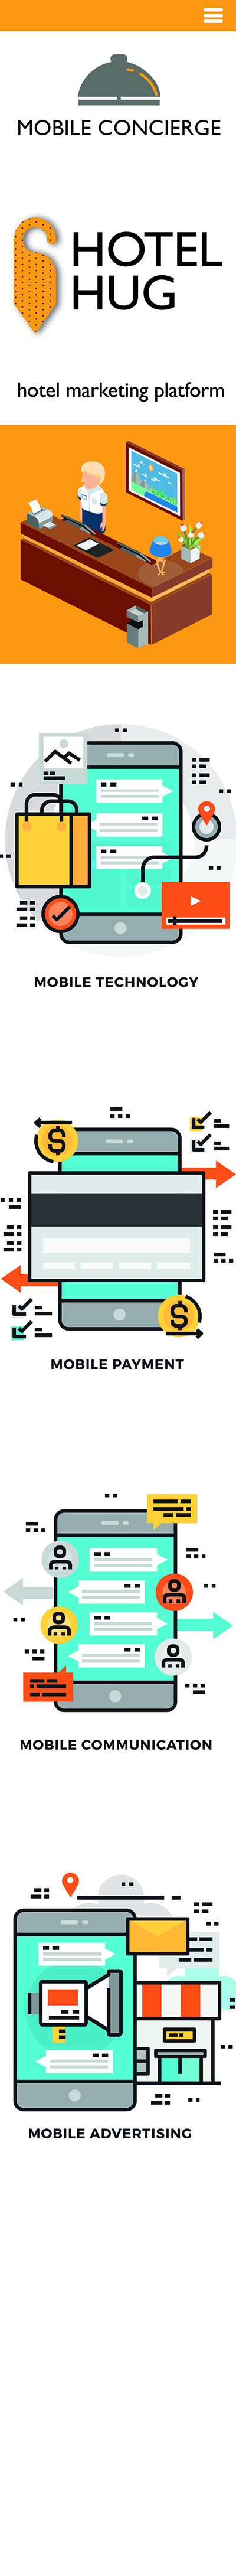 MOBILE CONCIERGE
HOTEL
HUG
hotel marketing platform
MOBILE TECHNOLOGY
$
$
MOBILE PAYMENT
MOBILE COMMUNICATION
MOBILE ADVERTISING